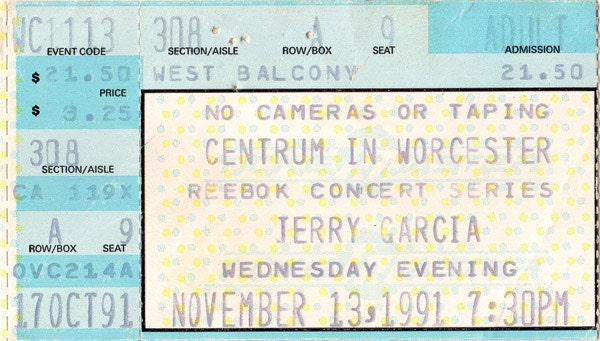 WC1113 308 A 9 ADULT
EVENT CODE SECTION/AISLE ROW/BOX SEAT ADMISSION
$ 21.50 WEST BALCONY 21.50
PRICE
$ 3.25
NO CAMERAS OR TAPING
308 CENTRUM IN WORCESTER
SECTION/AISLE
CA 119X REEBOK CONCERT SERIES
A 9 JERRY GARCIA
ROW/BOX SEAT
OVC214A WEDNESDAY EVENING
17OCT91 NOVEMBER 13,1991 7:30PM